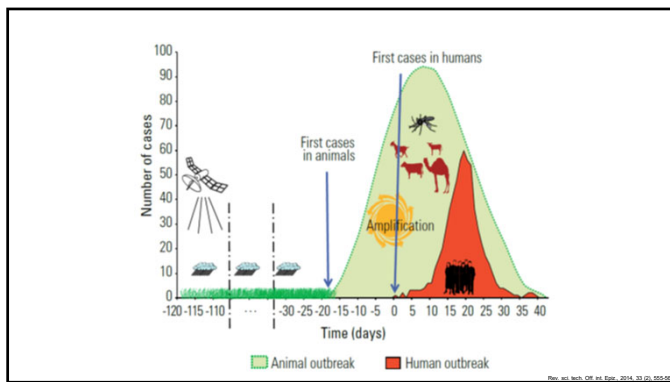 100
90
80
70
60
50
40
30
20
10
0
Number of cases
First cases in humans
First cases
in animals
Amplification
-120 -115 -110 ... -30 -25 -20 -15 -10 -5 0 5 10 15 20 25 30 35 40
Time (days)
Animal outbreak Human outbreak
Rev. sci. tech. Off. int. Epiz., 2014, 33 (2),